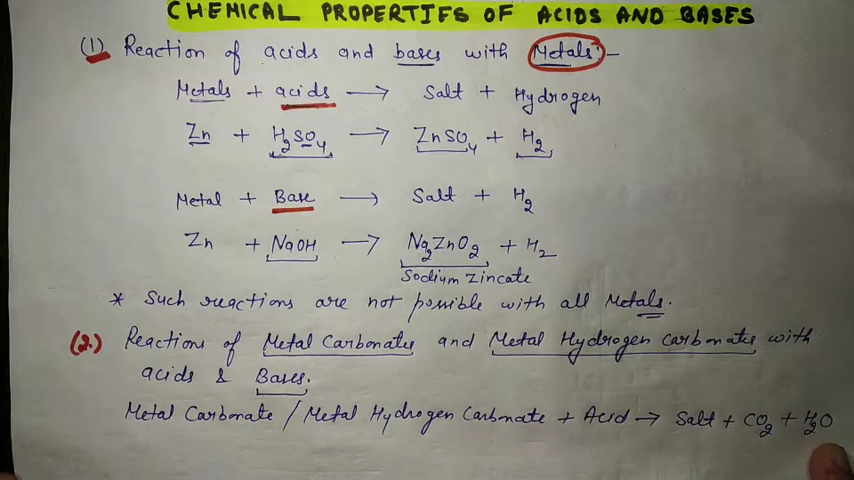 CHEMICAL PROPERTIES OF ACIDS AND BASES
(1) Reaction of acids and bases with Metals:-
Metals + acids → Salt + Hydrogen
Zn + H₂SO₄ → ZnSO₄ + H₂
Metal + Base → Salt + H₂
Zn + NaOH → Na₂ZnO₂ + H₂
Sodium Zincate
* Such reactions are not possible with all Metals.
(2.) Reactions of Metal Carbonates and Metal Hydrogen carbonates with
acids & Bases.
Metal Carbonate / Metal Hydrogen Carbonate + Acid → Salt + CO₂ + H₂O